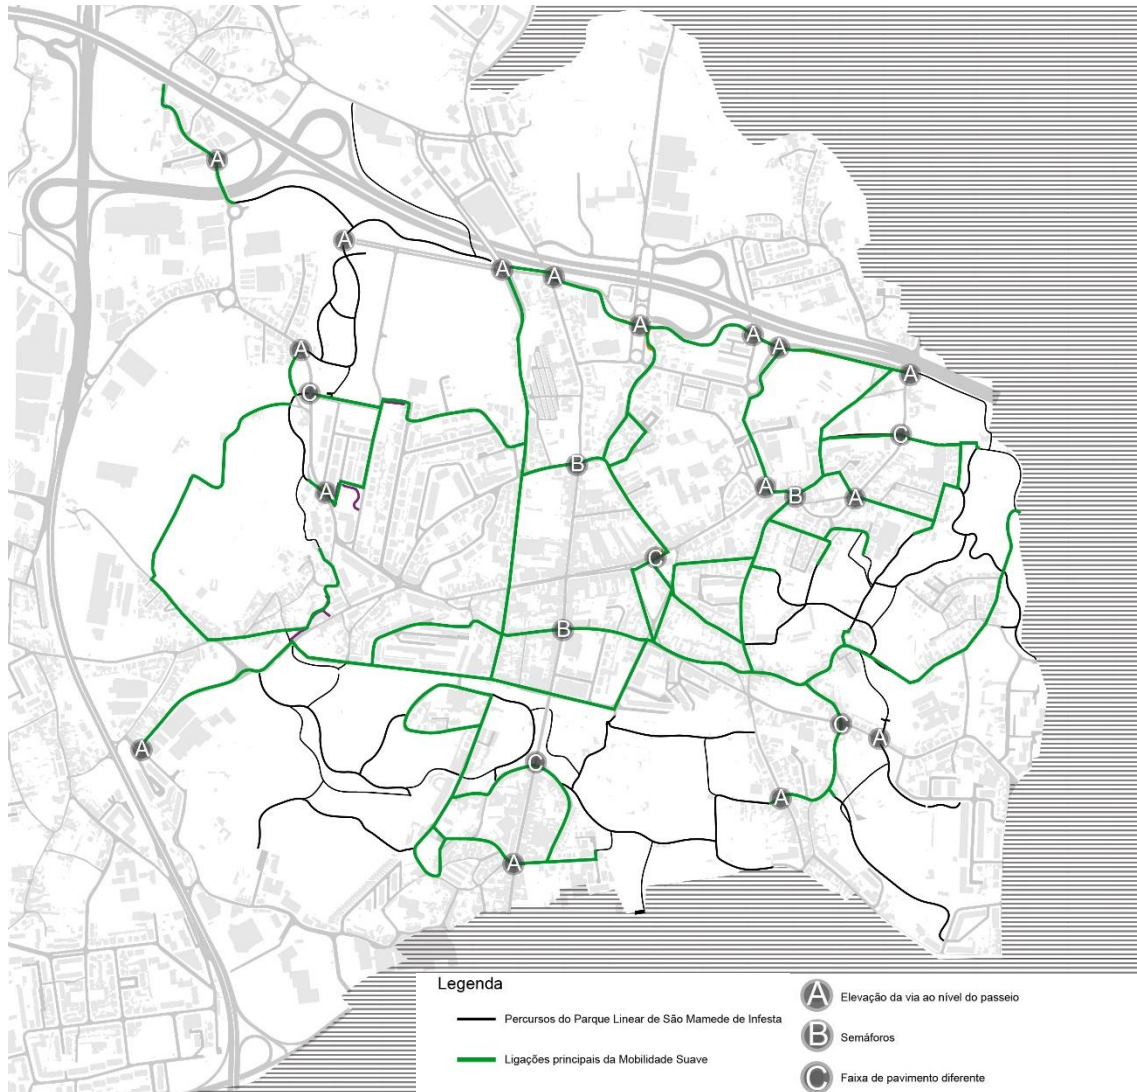 A
A
A
A
A
A
A
A
A
C
A
C
B
A
A
B
A
C
B
C
A
A
C
A
A
Legenda
Percursos do Parque Linear de São Mamede de Infesta
Ligações principais da Mobilidade Suave
A Elevação da via ao nível do passeio
B Semáforos
C Faixa de pavimento diferente